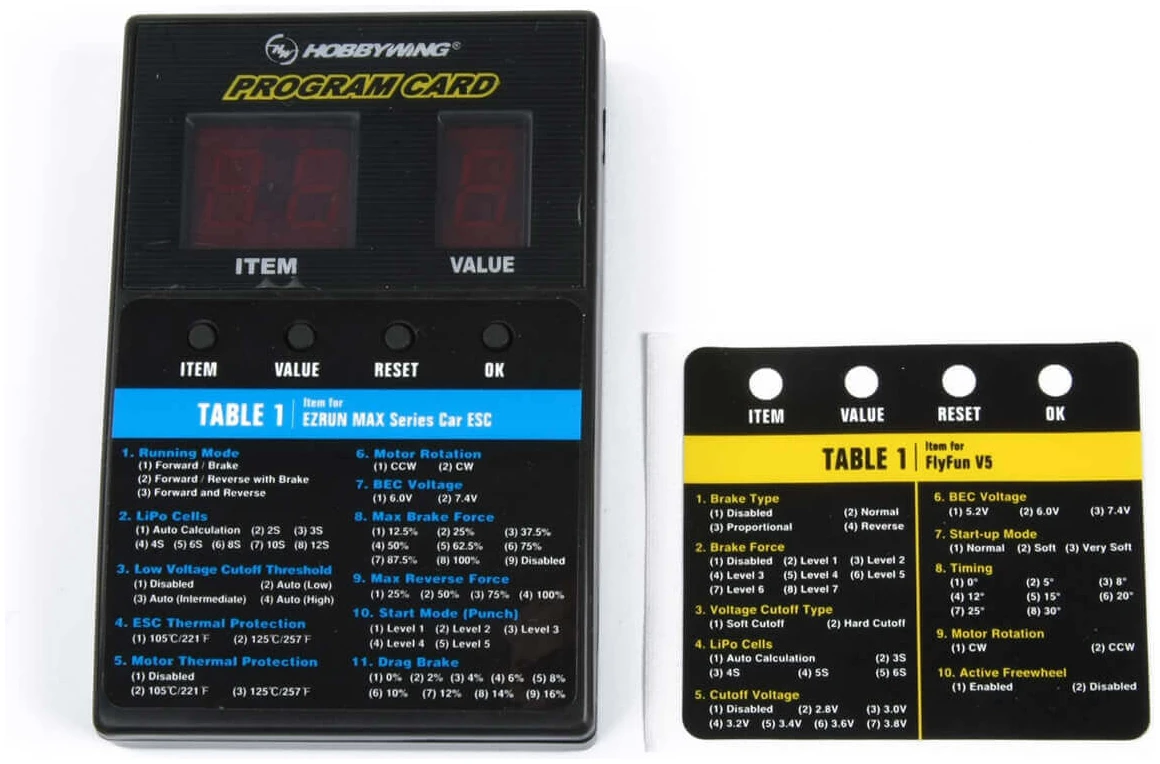 HOBBYWING®
PROGRAM CARD
ITEM VALUE
ITEM VALUE RESET OK
TABLE 1 Item for
EZRUN MAX Series Car ESC
1. Running Mode
(1) Forward / Brake
(2) Forward / Reverse with Brake
(3) Forward and Reverse
2. LiPo Cells
(1) Auto Calculation (2) 2S (3) 3S
(4) 4S (5) 6S (6) 8S (7) 10S (8) 12S
3. Low Voltage Cutoff Threshold
(1) Disabled (2) Auto (Low)
(3) Auto (Intermediate) (4) Auto (High)
4. ESC Thermal Protection
(1) 105℃/221℉ (2) 125℃/257℉
5. Motor Thermal Protection
(1) Disabled
(2) 105℃/221℉ (3) 125℃/257℉
6. Motor Rotation
(1) CCW (2) CW
7. BEC Voltage
(1) 6.0V (2) 7.4V
8. Max Brake Force
(1) 12.5% (2) 25% (3) 37.5%
(4) 50% (5) 62.5% (6) 75%
(7) 87.5% (8) 100% (9) Disabled
9. Max Reverse Force
(1) 25% (2) 50% (3) 75% (4) 100%
10. Start Mode (Punch)
(1) Level 1 (2) Level 2 (3) Level 3
(4) Level 4 (5) Level 5
11. Drag Brake
(1) 0% (2) 2% (3) 4% (4) 6% (5) 8%
(6) 10% (7) 12% (8) 14% (9) 16%
ITEM VALUE RESET OK
TABLE 1 Item for
FlyFun V5
1. Brake Type
(1) Disabled (2) Normal
(3) Proportional (4) Reverse
2. Brake Force
(1) Disabled (2) Level 1 (3) Level 2
(4) Level 3 (5) Level 4 (6) Level 5
(7) Level 6 (8) Level 7
3. Voltage Cutoff Type
(1) Soft Cutoff (2) Hard Cutoff
4. LiPo Cells
(1) Auto Calculation (2) 3S
(3) 4S (4) 5S (5) 6S
5. Cutoff Voltage
(1) Disabled (2) 2.8V (3) 3.0V
(4) 3.2V (5) 3.4V (6) 3.6V (7) 3.8V
6. BEC Voltage
(1) 5.2V (2) 6.0V (3) 7.4V
7. Start-up Mode
(1) Normal (2) Soft (3) Very Soft
8. Timing
(1) 0° (2) 5° (3) 8°
(4) 12° (5) 15° (6) 20°
(7) 25° (8) 30°
9. Motor Rotation
(1) CW (2) CCW
10. Active Freewheel
(1) Enabled (2) Disabled